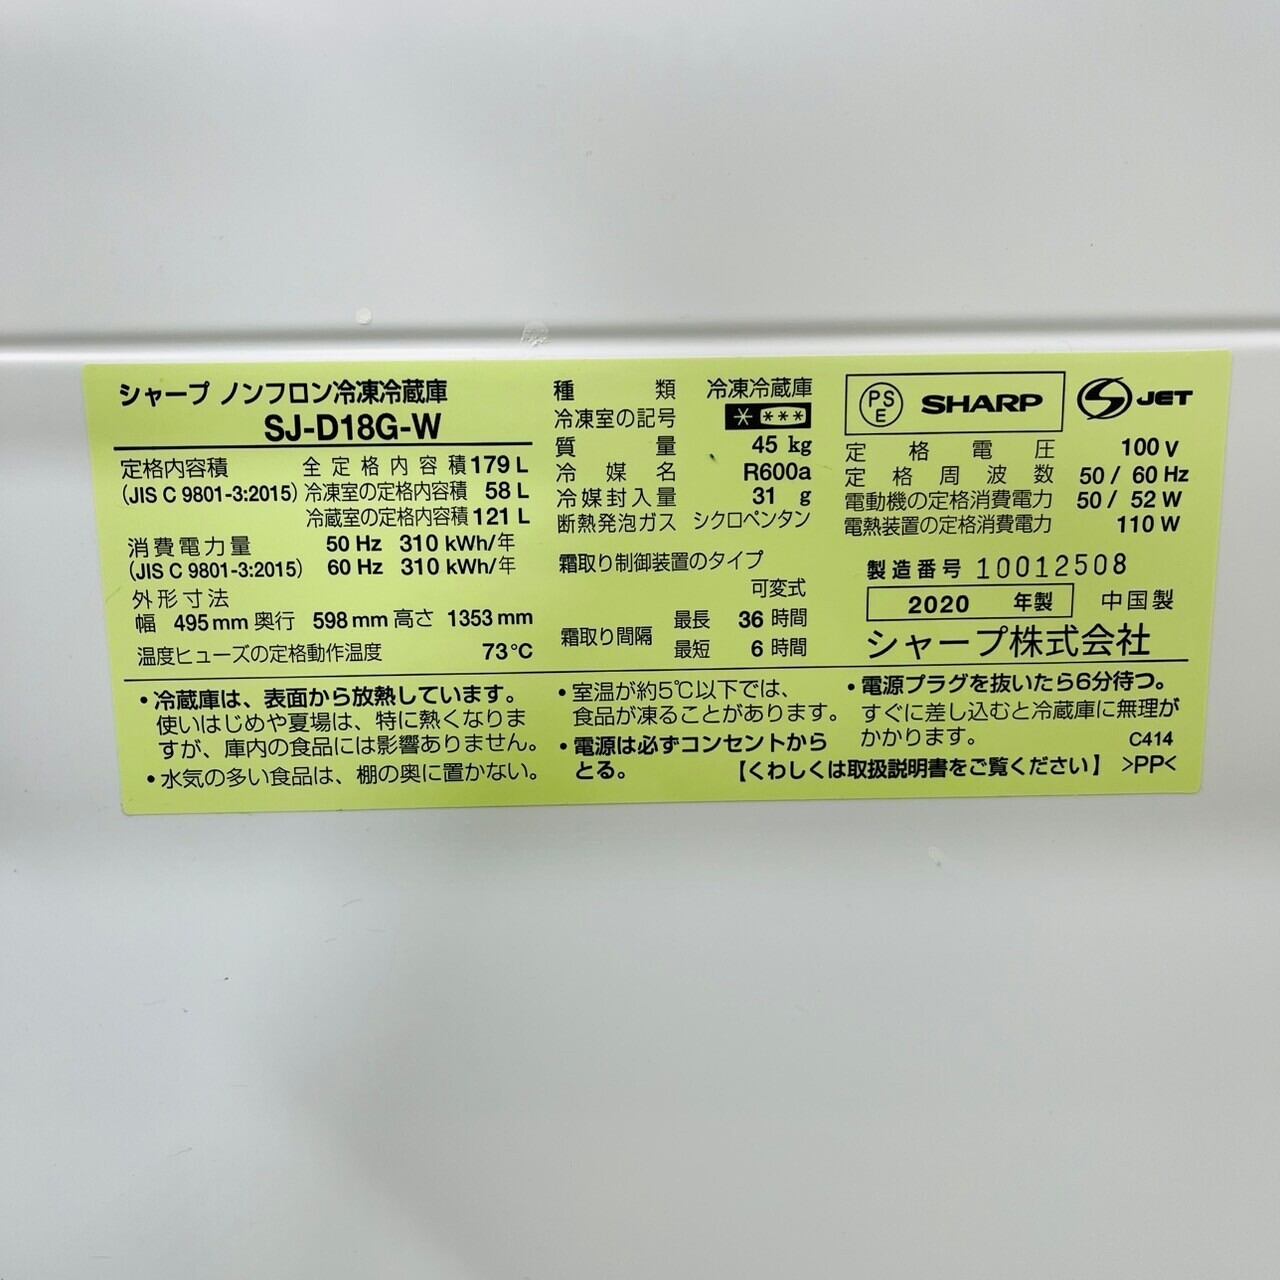 シャープ ノンフロン冷凍冷蔵庫
SJ-D18G-W
定格内容積 全定格内容積 179 L
(JIS C 9801-3:2015) 冷凍室の定格内容積 58 L
冷蔵室の定格内容積 121 L
消費電力量 50 Hz 310 kWh/年
(JIS C 9801-3:2015) 60 Hz 310 kWh/年
外形寸法
幅 495 mm 奥行 598 mm 高さ 1353 mm
温度ヒューズの定格動作温度 73℃
種類 冷凍冷蔵庫
冷凍室の記号 * ***
質量 45 kg
冷媒名 R600a
冷媒封入量 31 g
断熱発泡ガス シクロペンタン
霜取り制御装置のタイプ
可変式
霜取り間隔 最長 36 時間
最短 6 時間
PS E SHARP S JET
定格電圧 100 V
定格周波数 50 / 60 Hz
電動機の定格消費電力 50 / 52 W
電熱装置の定格消費電力 110 W
製造番号 10012508
2020 年製 中国製
シャープ株式会社
・冷蔵庫は、表面から放熱しています。
使いはじめや夏場は、特に熱くなりま
すが、庫内の食品には影響ありません。
・水気の多い食品は、棚の奥に置かない。
・室温が約5℃以下では、
食品が凍ることがあります。
・電源は必ずコンセントから
とる。
・電源プラグを抜いたら6分待つ。
すぐに差し込むと冷蔵庫に無理が
かかります。 C414
【くわしくは取扱説明書をご覧ください】 >PP<